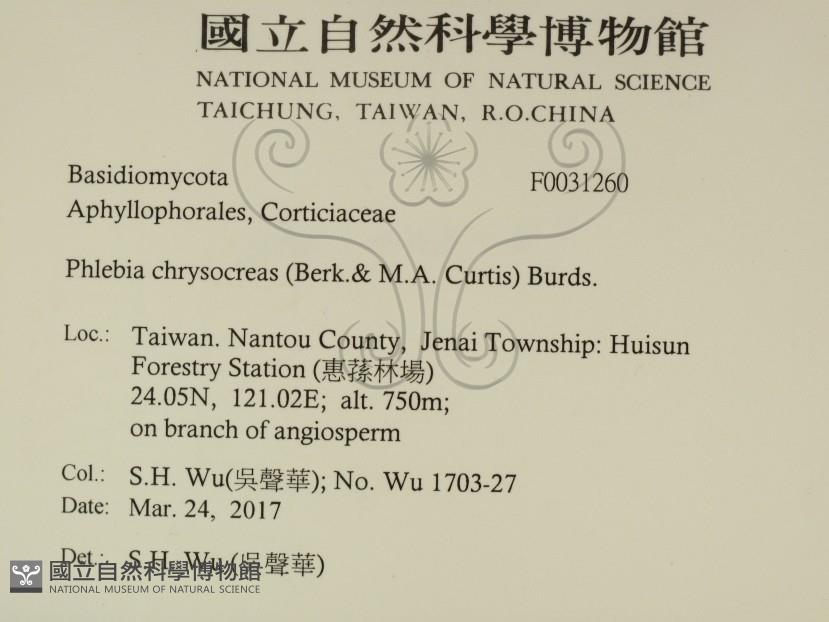 國立自然科學博物館
NATIONAL MUSEUM OF NATURAL SCIENCE
TAICHUNG, TAIWAN, R.O.CHINA
Basidiomycota F0031260
Aphyllophorales, Corticiaceae
Phlebia chrysocreas (Berk.& M.A. Curtis) Burds.
Loc.: Taiwan. Nantou County, Jenai Township: Huisun
Forestry Station (惠蓀林場)
24.05N, 121.02E; alt. 750m;
on branch of angiosperm
Col.: S.H. Wu(吳聲華); No. Wu 1703-27
Date: Mar. 24, 2017
Det.: S.H. Wu (吳聲華)
國立自然科學博物館
NATIONAL MUSEUM OF NATURAL SCIENCE